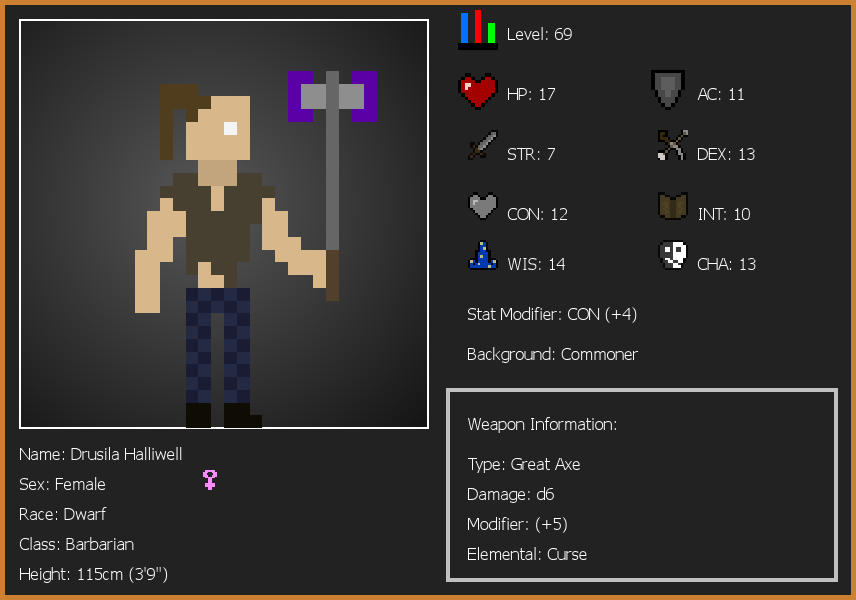 Level: 69
HP: 17
AC: 11
STR: 7
DEX: 13
CON: 12
INT: 10
WIS: 14
CHA: 13
Stat Modifier: CON (+4)
Background: Commoner
Weapon Information:
Type: Great Axe
Damage: d6
Modifier: (+5)
Elemental: Curse
Name: Drusila Halliwell
Sex: Female
Race: Dwarf
Class: Barbarian
Height: 115cm (3'9")